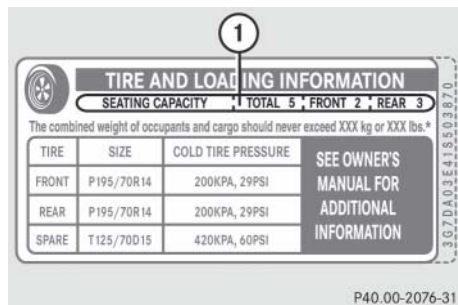 1
TIRE AND LOADING INFORMATION
SEATING CAPACITY TOTAL 5 FRONT 2 REAR 3
The combined weight of occupants and cargo should never exceed XXX kg or XXX lbs.*
TIRE SIZE COLD TIRE PRESSURE
FRONT P195/70R14 200KPA, 29PSI
REAR P195/70R14 200KPA, 29PSI
SPARE T125/70D15 420KPA, 60PSI
SEE OWNER'S
MANUAL FOR
ADDITIONAL
INFORMATION
3G7DA03E41S503870
P40.00-2076-31